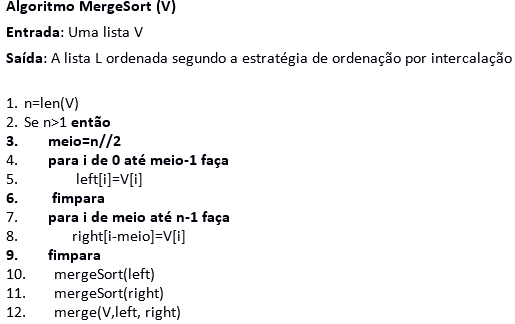 Algoritmo MergeSort (V)
Entrada: Uma lista V
Saída: A lista L ordenada segundo a estratégia de ordenação por intercalação
1. n=len(V)
2. Se n>1 então
3. meio=n//2
4. para i de 0 até meio-1 faça
5. left[i]=V[i]
6. fimpara
7. para i de meio até n-1 faça
8. right[i-meio]=V[i]
9. fimpara
10. mergeSort(left)
11. mergeSort(right)
12. merge(V,left, right)